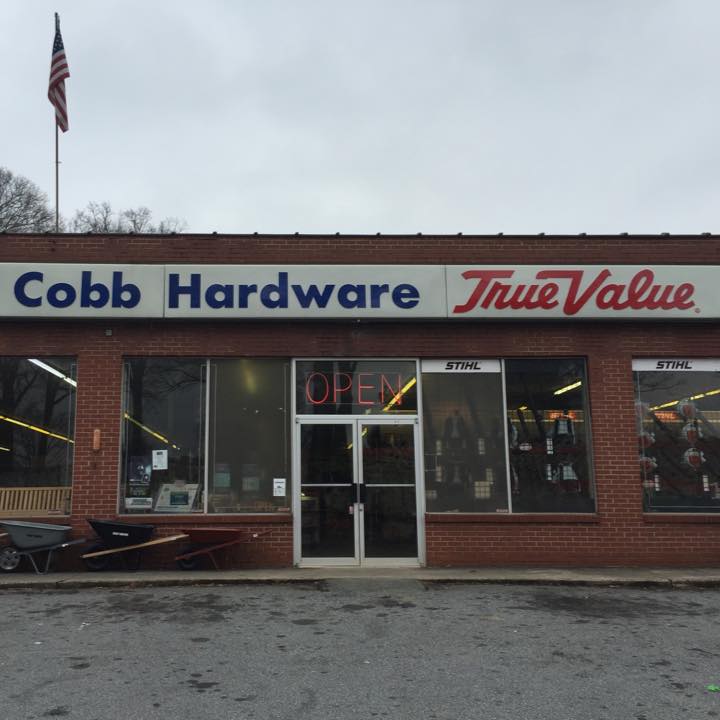 Cobb Hardware True Value
OPEN
STIHL
STIHL